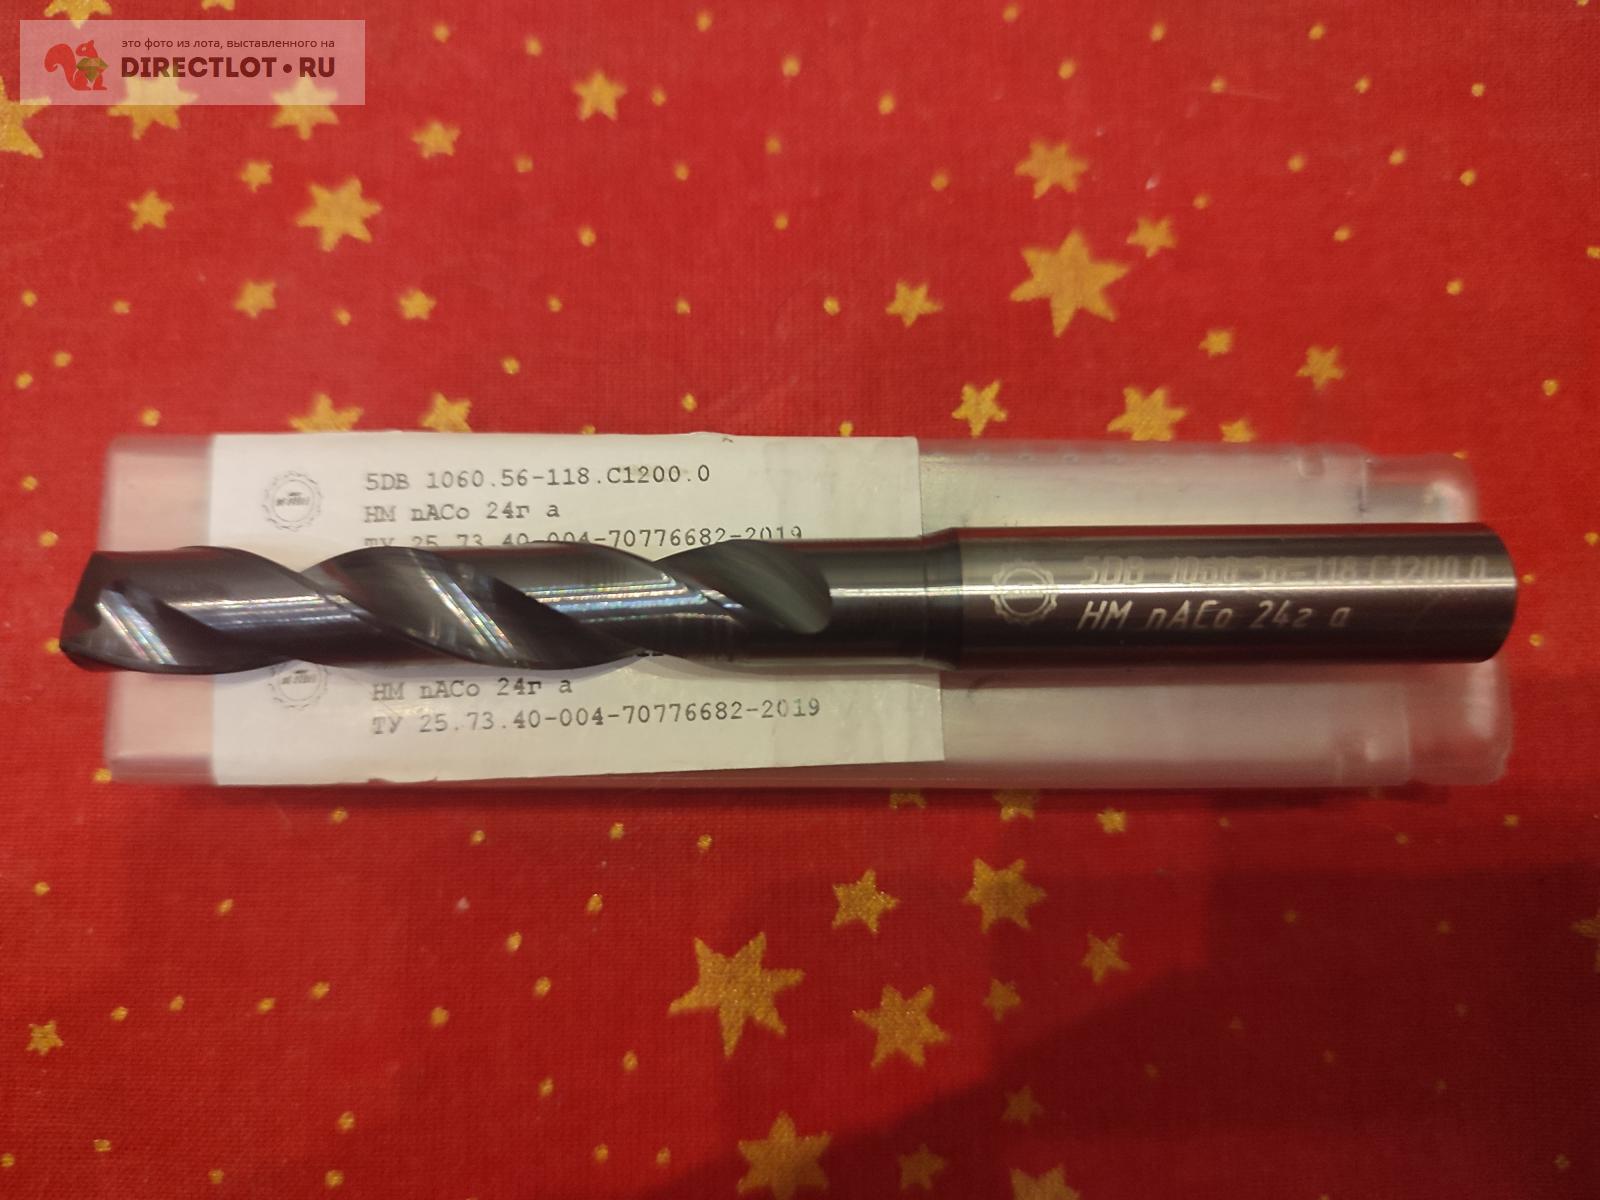 это фото из лота, выставленного на
DIRECTLOT•RU
5DB 1060.56-118.C1200.0
HM nACo 24г а
ТУ 25.73.40-004-70776682-2019
5DB 1060.56-118.C1200.0
HM nACo 24г а
HM nACo 24г а
ТУ 25.73.40-004-70776682-2019